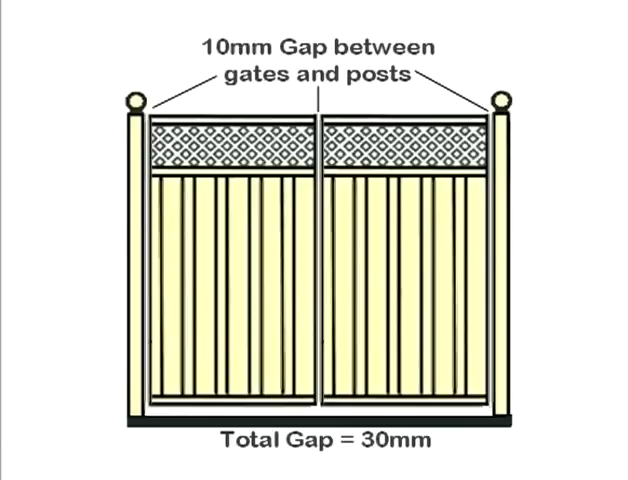 10mm Gap between
gates and posts
Total Gap = 30mm